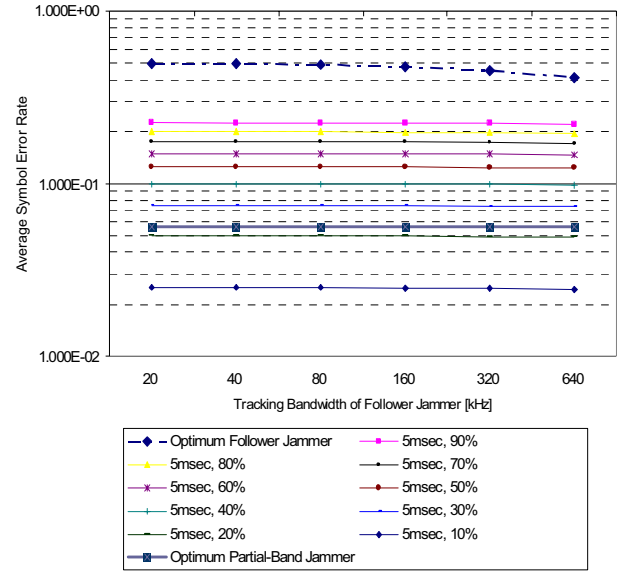 1.000E+00
1.000E-01
1.000E-02
Average Symbol Error Rate
20 40 80 160 320 640
Tracking Bandwidth of Follower Jammer [kHz]
Optimum Follower Jammer
5msec, 90%
5msec, 80%
5msec, 70%
5msec, 60%
5msec, 50%
5msec, 40%
5msec, 30%
5msec, 20%
5msec, 10%
Optimum Partial-Band Jammer